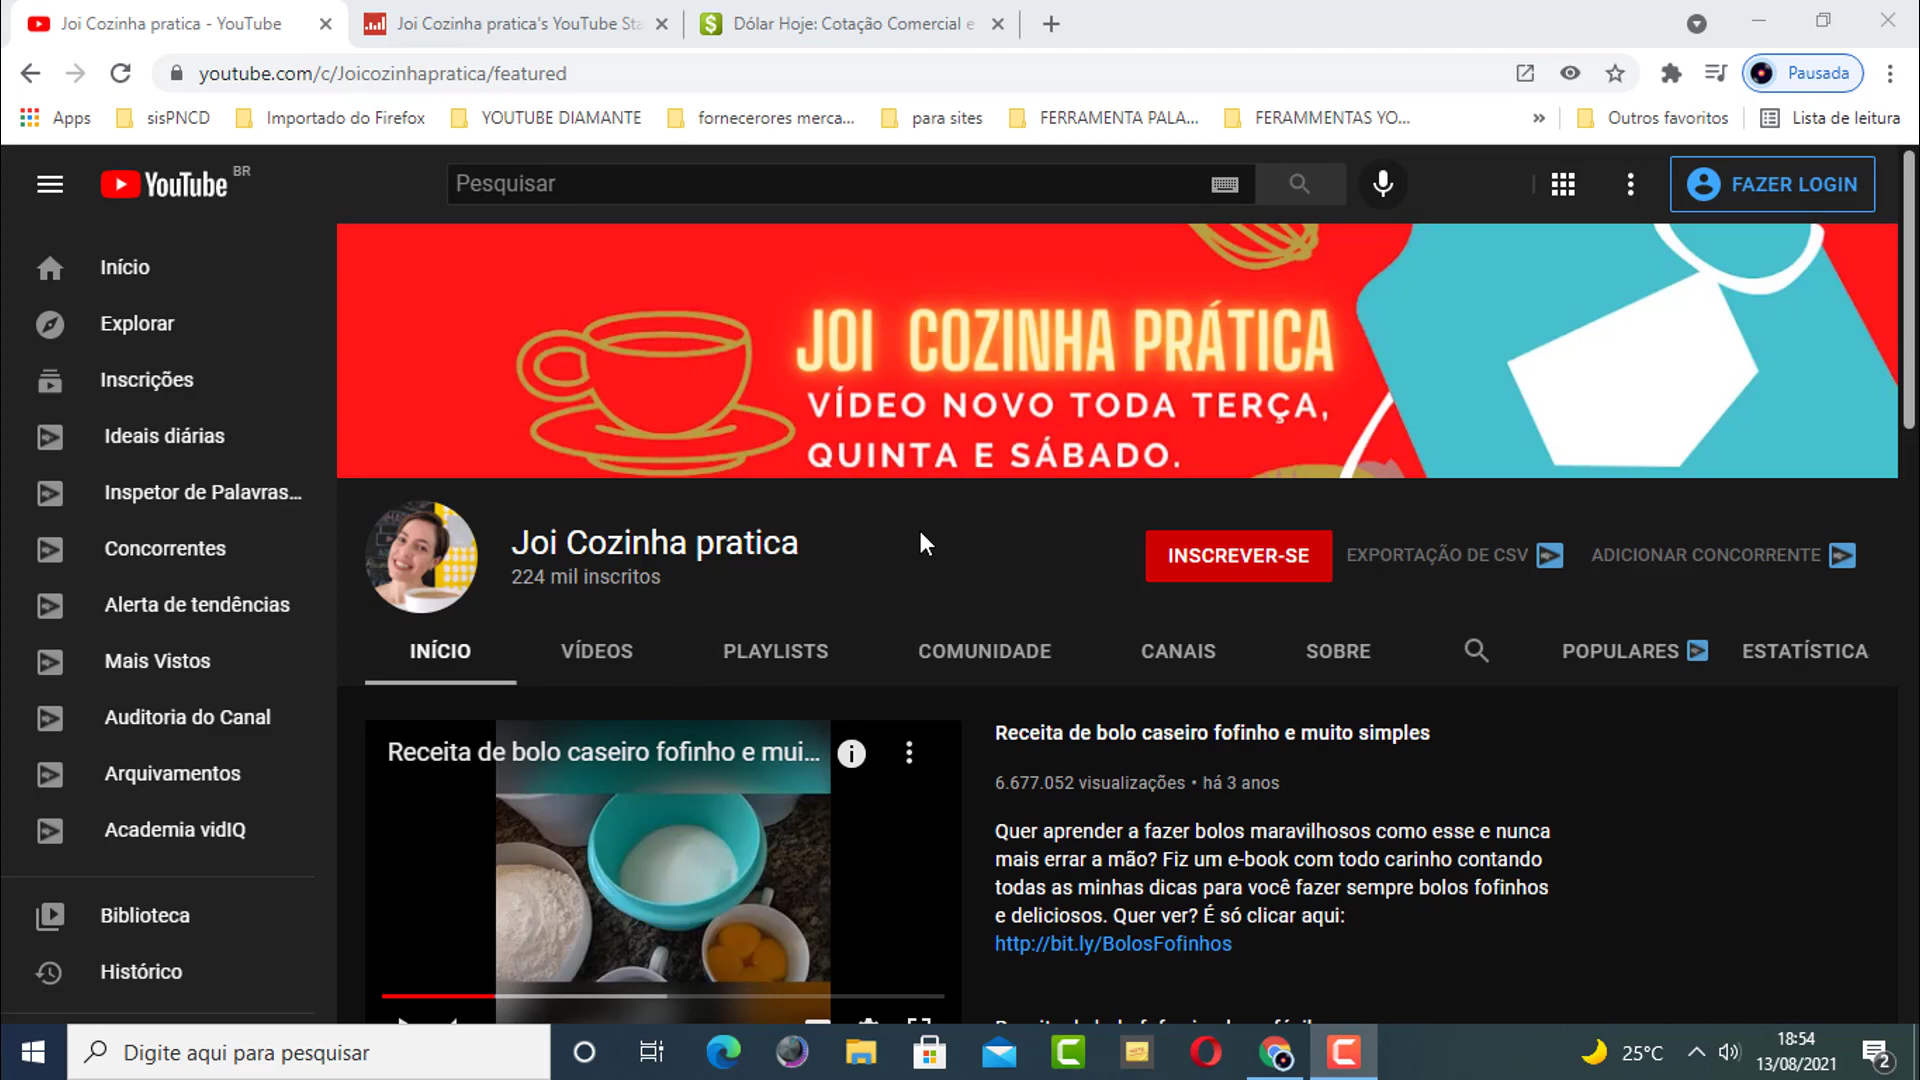 Joi Cozinha pratica - YouTube
Joi Cozinha pratica's YouTube Sta
Dólar Hoje: Cotação Comercial e
youtube.com/c/Joicozinhapratica/featured
Pausada
Apps
sisPNCD
Importado do Firefox
YOUTUBE DIAMANTE
fornecerores merca...
para sites
FERRAMENTA PALA...
FERAMMENTAS YO...
»
Outros favoritos
Lista de leitura
YouTube BR
Pesquisar
FAZER LOGIN
Início
Explorar
Inscrições
Ideais diárias
Inspetor de Palavras...
Concorrentes
Alerta de tendências
Mais Vistos
Auditoria do Canal
Arquivamentos
Academia vidIQ
Biblioteca
Histórico
JOI COZINHA PRÁTICA
VÍDEO NOVO TODA TERÇA,
QUINTA E SÁBADO.
Joi Cozinha pratica
224 mil inscritos
INSCREVER-SE
EXPORTAÇÃO DE CSV
ADICIONAR CONCORRENTE
INÍCIO
VÍDEOS
PLAYLISTS
COMUNIDADE
CANAIS
SOBRE
POPULARES
ESTATÍSTICA
Receita de bolo caseiro fofinho e mui...
Receita de bolo caseiro fofinho e muito simples
6.677.052 visualizações • há 3 anos
Quer aprender a fazer bolos maravilhosos como esse e nunca
mais errar a mão? Fiz um e-book com todo carinho contando
todas as minhas dicas para você fazer sempre bolos fofinhos
e deliciosos. Quer ver? É só clicar aqui:
http://bit.ly/BolosFofinhos
Digite aqui para pesquisar
25°C
18:54
13/08/2021
2